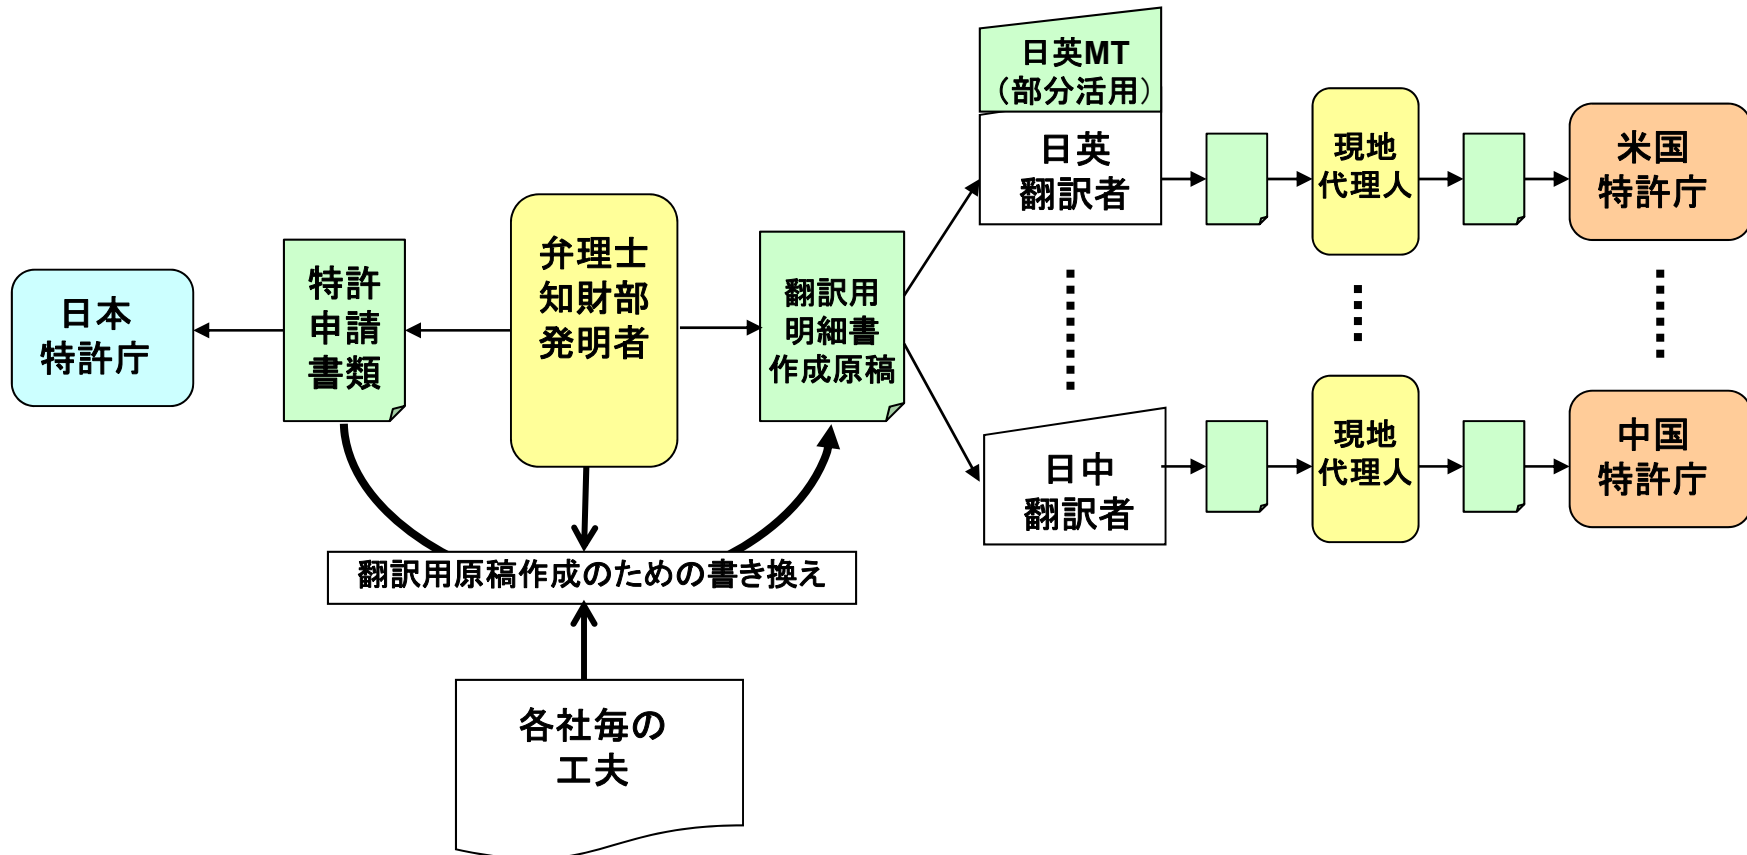 日本
特許庁
特許
申請
書類
弁理士
知財部
発明者
翻訳用
明細書
作成原稿
日英MT
（部分活用）
日英
翻訳者
現地
代理人
米国
特許庁
日中
翻訳者
現地
代理人
中国
特許庁
翻訳用原稿作成のための書き換え
各社毎の
工夫